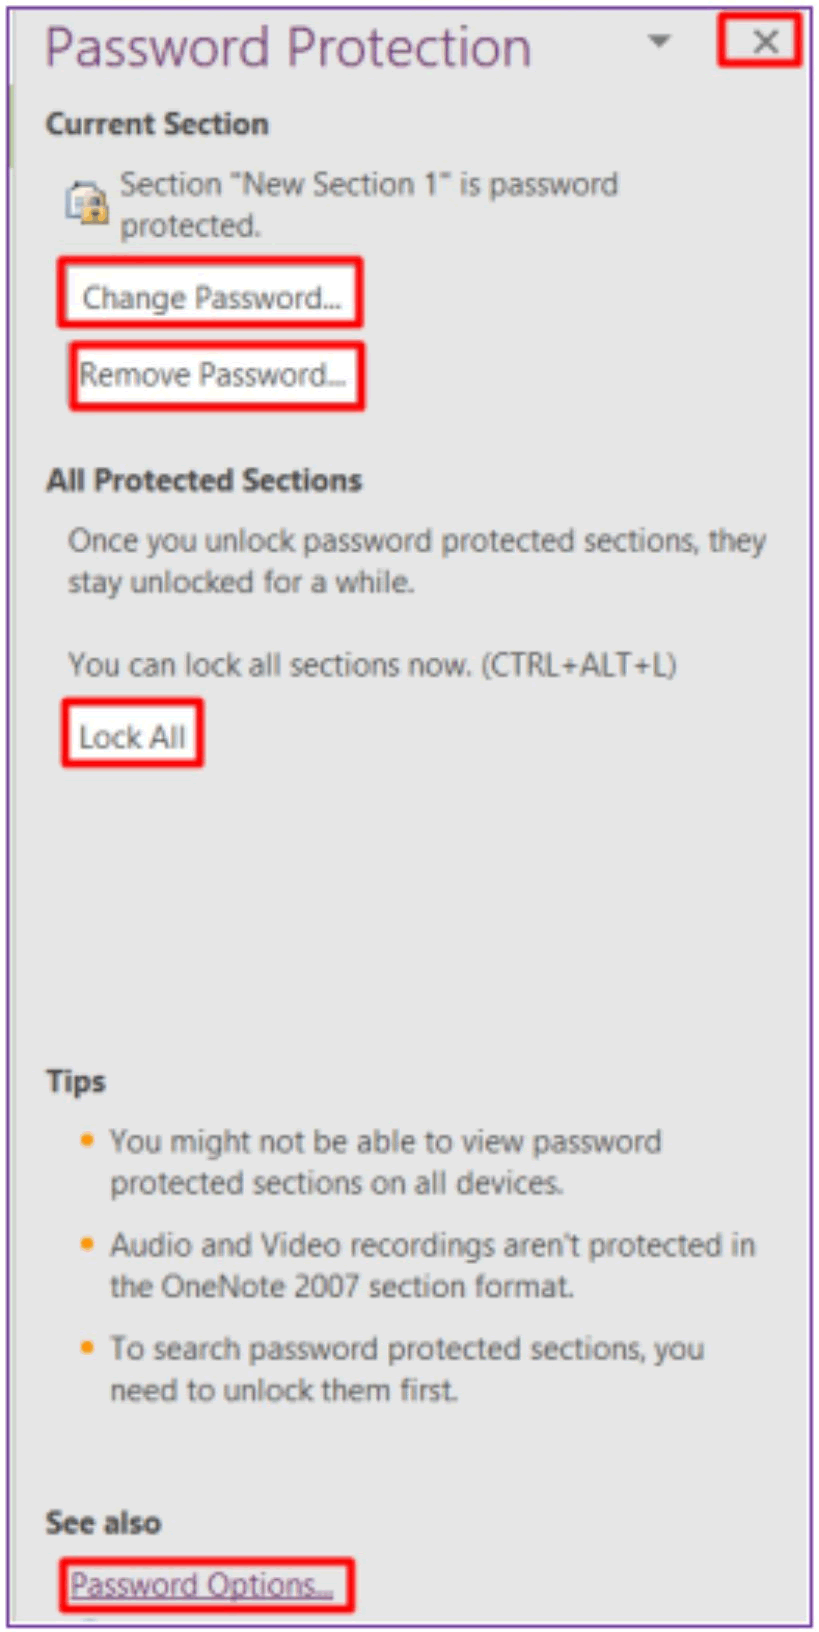 Password Protection
Current Section
Section "New Section 1" is password
protected.
Change Password...
Remove Password...
All Protected Sections
Once you unlock password protected sections, they
stay unlocked for a while.
You can lock all sections now. (CTRL+ALT+L)
Lock All
Tips
You might not be able to view password
protected sections on all devices.
Audio and Video recordings aren't protected in
the OneNote 2007 section format.
To search password protected sections, you
need to unlock them first.
See also
Password Options...